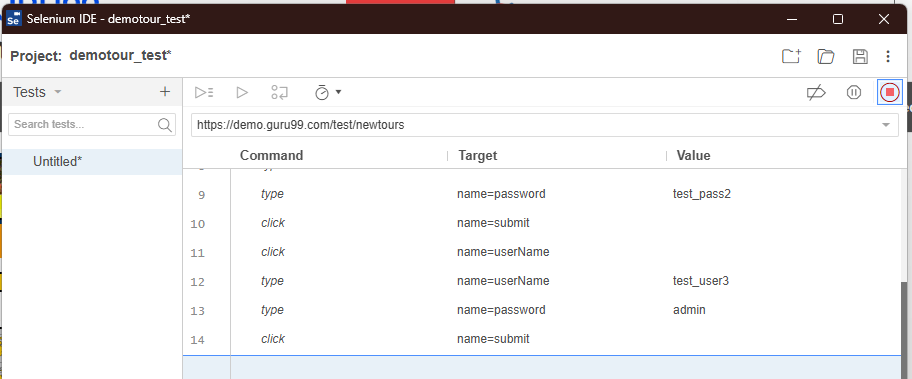 Se Selenium IDE - demotour_test*
Project: demotour_test*
Tests
Search tests...
Untitled*
https://demo.guru99.com/test/newtours
Command Target Value
9 type name=password test_pass2
10 click name=submit
11 click name=userName
12 type name=userName test_user3
13 type name=password admin
14 click name=submit